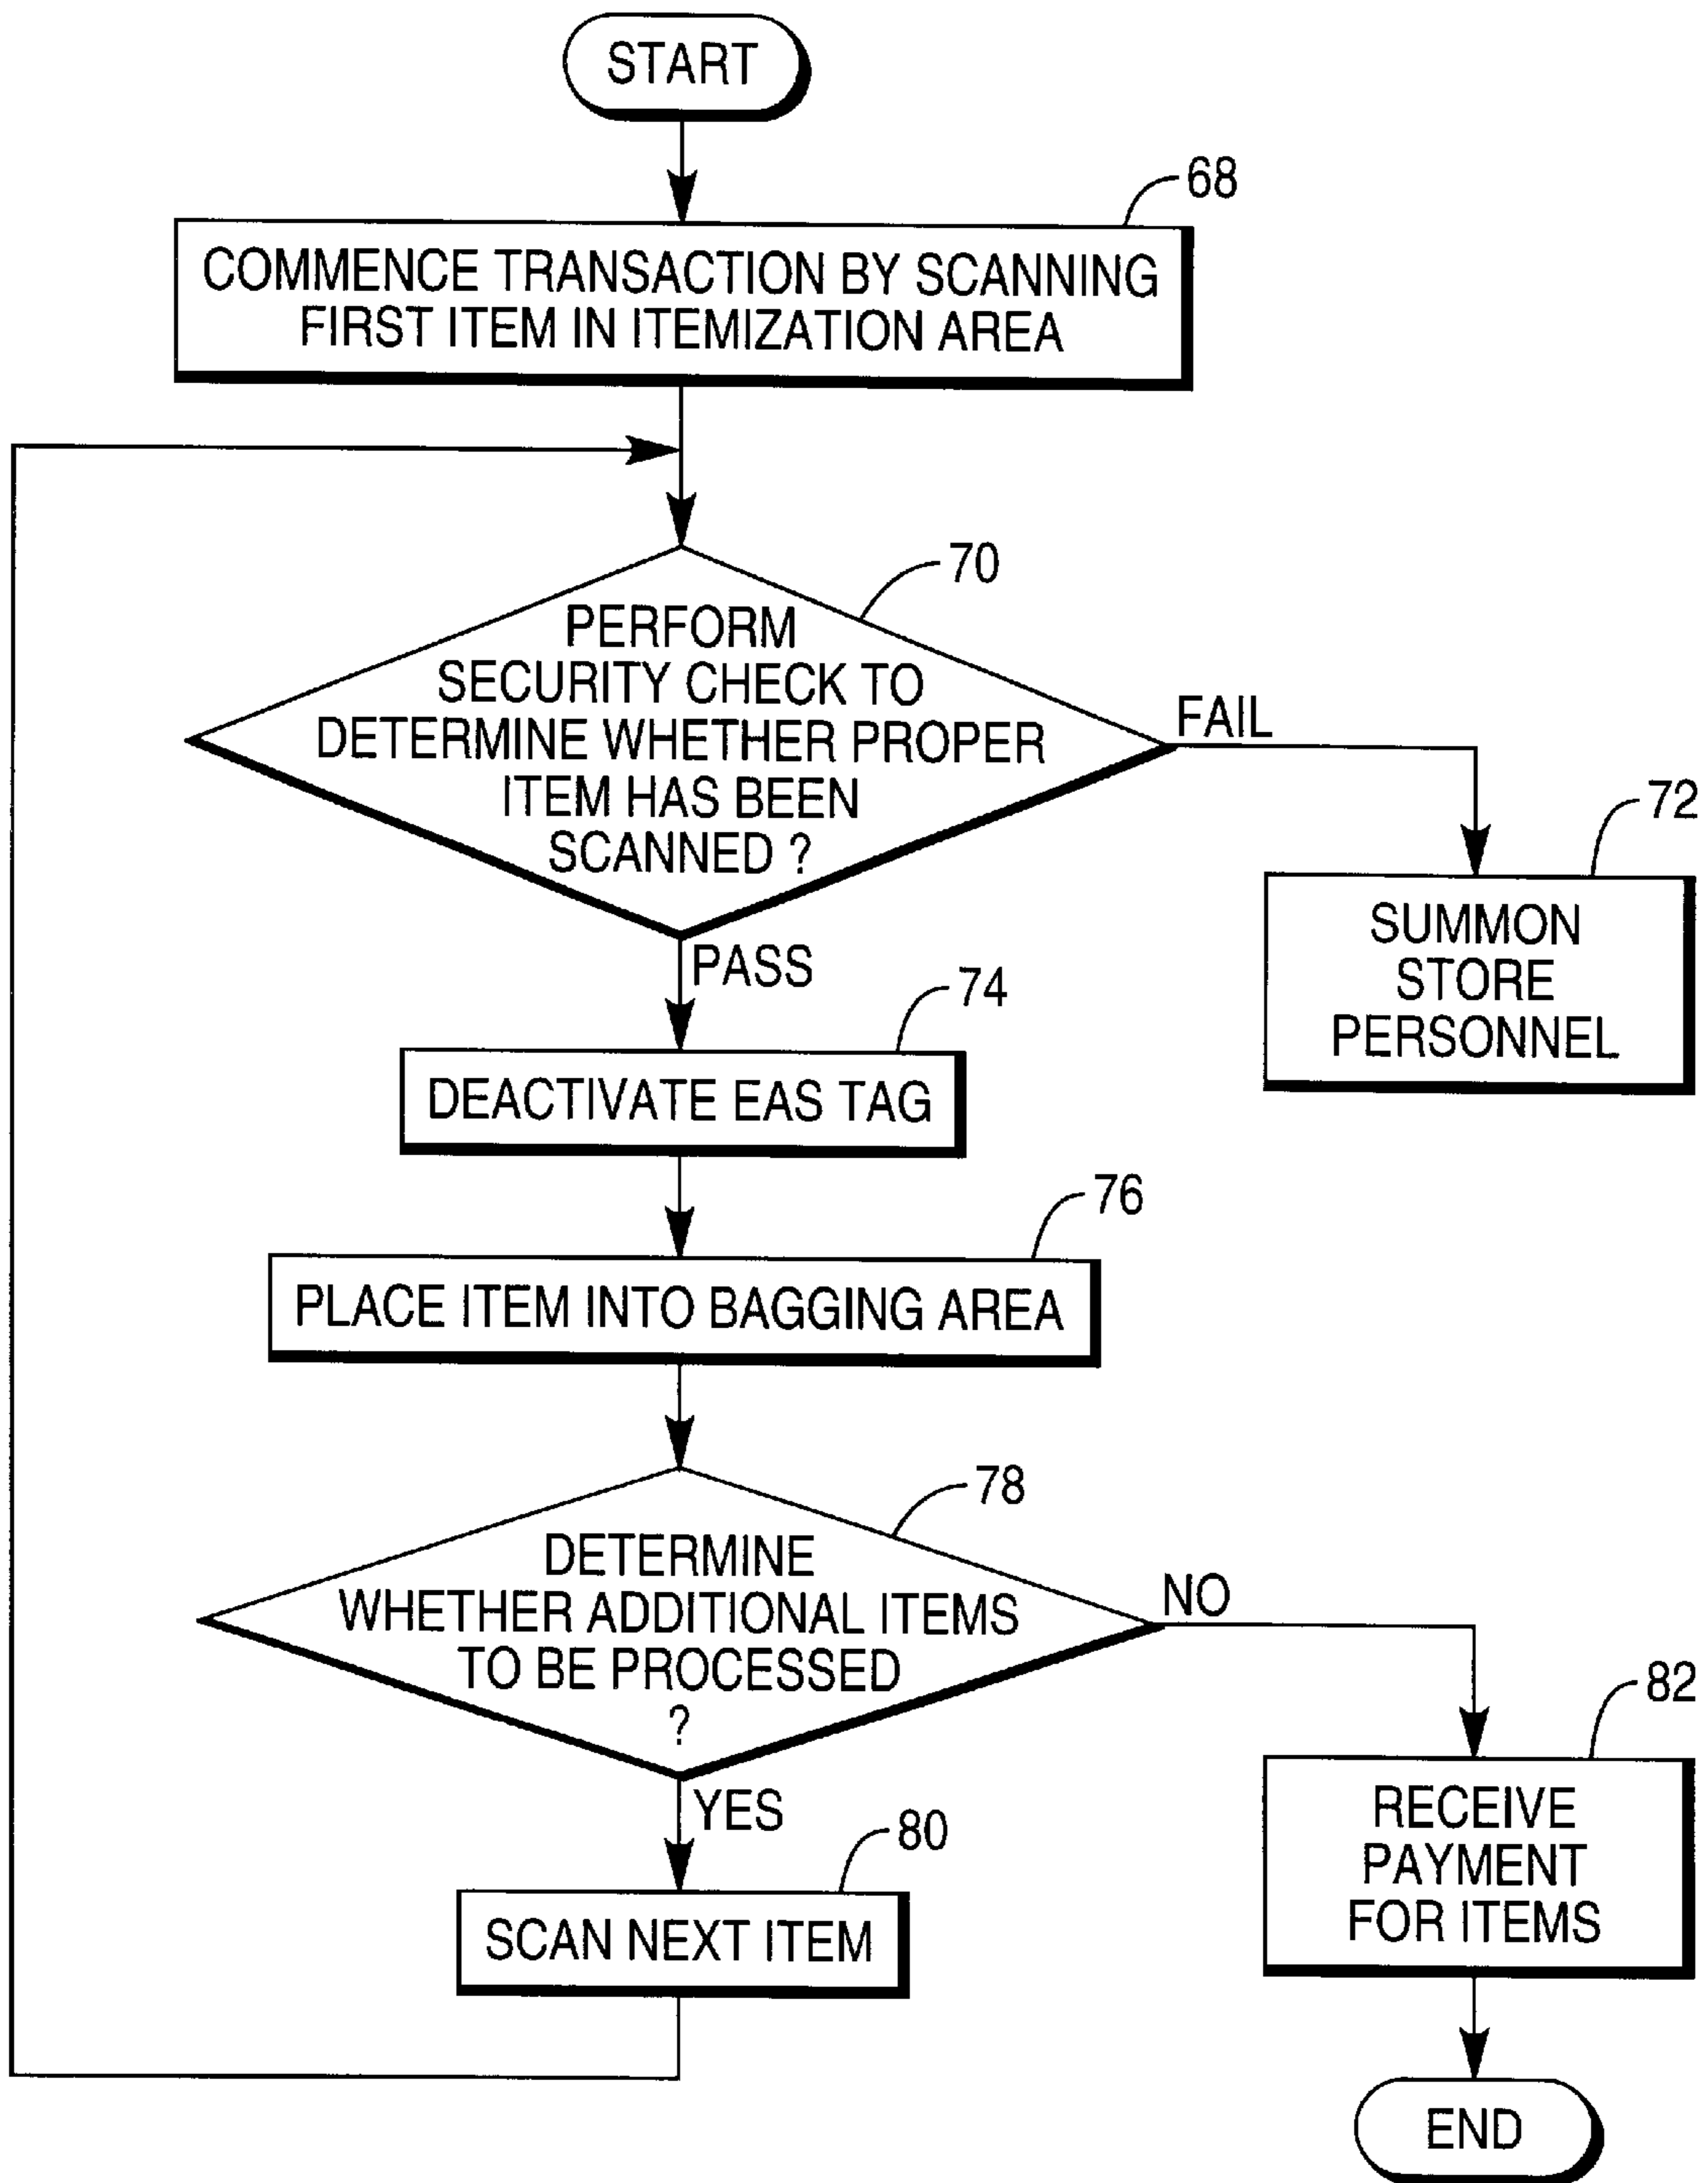 START
68
COMMENCE TRANSACTION BY SCANNING
FIRST ITEM IN ITEMIZATION AREA
70
PERFORM
SECURITY CHECK TO
DETERMINE WHETHER PROPER
ITEM HAS BEEN
SCANNED ?
FAIL
72
SUMMON
STORE
PERSONNEL
PASS
74
DEACTIVATE EAS TAG
76
PLACE ITEM INTO BAGGING AREA
78
DETERMINE
WHETHER ADDITIONAL ITEMS
TO BE PROCESSED
?
NO
82
RECEIVE
PAYMENT
FOR ITEMS
YES
80
SCAN NEXT ITEM
END